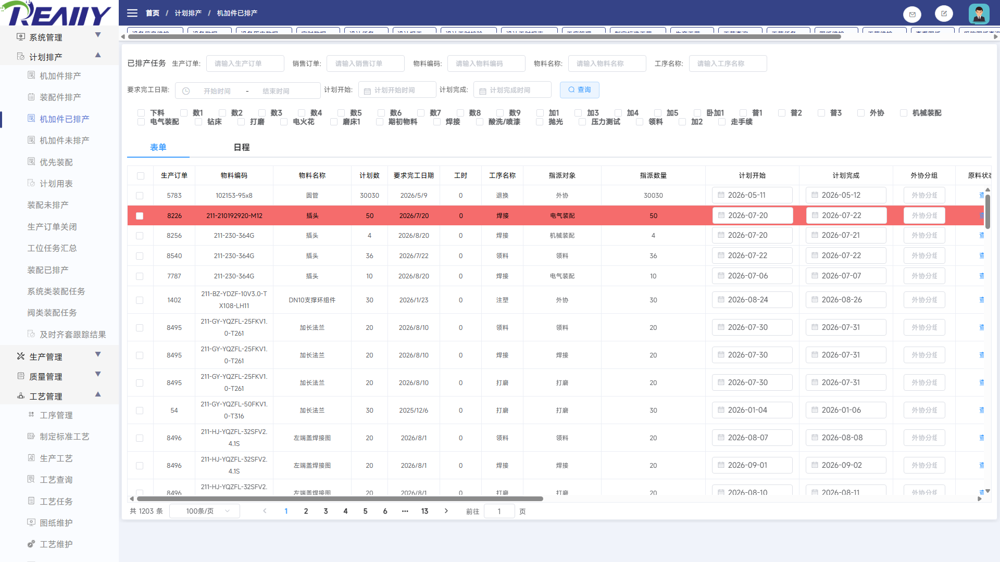 REAllY
首页 / 计划排产 / 机加件已排产
系统管理
计划排产
机加件排产
装配件排产
机加件已排产
机加件未排产
优先装配
计划用表
装配未排产
生产订单关闭
工位任务汇总
装配已排产
系统类装配任务
阀类装配任务
及时齐套跟踪结果
生产管理
质量管理
工艺管理
工序管理
制定标准工艺
生产工艺
工艺查询
工艺任务
图纸维护
工艺维护
已排产任务 生产订单: 请输入生产订单 销售订单: 请输入销售订单 物料编码: 请输入物料编码 物料名称: 请输入物料名称 工序名称: 请输入工序名称
要求完工日期: 开始时间 - 结束时间 计划开始: 计划开始时间 计划完成: 计划完成时间 查询
下料 数1 数2 数3 数4 数5 数6 数7 数8 数9 加1 加3 加4 加5 卧加1 普1 普2 普3 外协 机械装配
电气装配 钻床 打磨 电火花 磨床1 期初物料 焊接 酸洗/喷漆 抛光 压力测试 领料 加2 走手续
表单 日程
生产订单 物料编码 物料名称 计划数 要求完工日期 工时 工序名称 指派对象 指派数量 计划开始 计划完成 外协分组 原料状态
5783 102153-95x8 圆管 30030 2026/5/9 0 退换 外协 30030 2026-05-11 2026-05-12 外协分组 查
8226 211-210192920-M12 插头 50 2026/7/20 0 焊接 电气装配 50 2026-07-20 2026-07-22 外协分组 查
8256 211-230-364G 插头 4 2026/8/20 0 焊接 机械装配 4 2026-07-20 2026-07-21 外协分组 查
8540 211-230-364G 插头 36 2026/7/22 0 领料 领料 36 2026-07-22 2026-07-22 外协分组 查
7787 211-230-364G 插头 10 2026/8/20 0 焊接 电气装配 10 2026-07-06 2026-07-07 外协分组 查
1402 211-BZ-YDZF-10V3.0-TX108-LH11 DN10支撑环组件 30 2026/1/23 0 注塑 外协 30 2026-08-24 2026-08-26 外协分组 查
8495 211-GY-YQZFL-25FKV1.0-T261 加长法兰 20 2026/8/10 0 领料 领料 20 2026-07-30 2026-07-31 外协分组 查
8495 211-GY-YQZFL-25FKV1.0-T261 加长法兰 20 2026/8/10 0 焊接 焊接 20 2026-07-30 2026-07-31 外协分组 查
8495 211-GY-YQZFL-25FKV1.0-T261 加长法兰 20 2026/8/10 0 打磨 打磨 20 2026-07-30 2026-07-31 外协分组 查
54 211-GY-YQZFL-50FKV1.0-T316 加长法兰 30 2025/12/6 0 打磨 打磨 30 2026-01-04 2026-01-06 外协分组 查
8496 211-HJ-YQZFL-32SFV2.4.1S 左端盖焊接图 20 2026/8/1 0 领料 领料 20 2026-08-07 2026-08-08 外协分组 查
8496 211-HJ-YQZFL-32SFV2.4.1S 左端盖焊接图 20 2026/8/1 0 焊接 焊接 20 2026-09-01 2026-09-02 外协分组 查
8496 211-HJ-YQZFL-32SFV2. 左端盖焊接图 20 2026/8/1 0 打磨 打磨 20 2026-08-10 2026-08-11 外协分组 查
共 1203 条 100条/页 1 2 3 4 5 6 ··· 13 前往 1 页